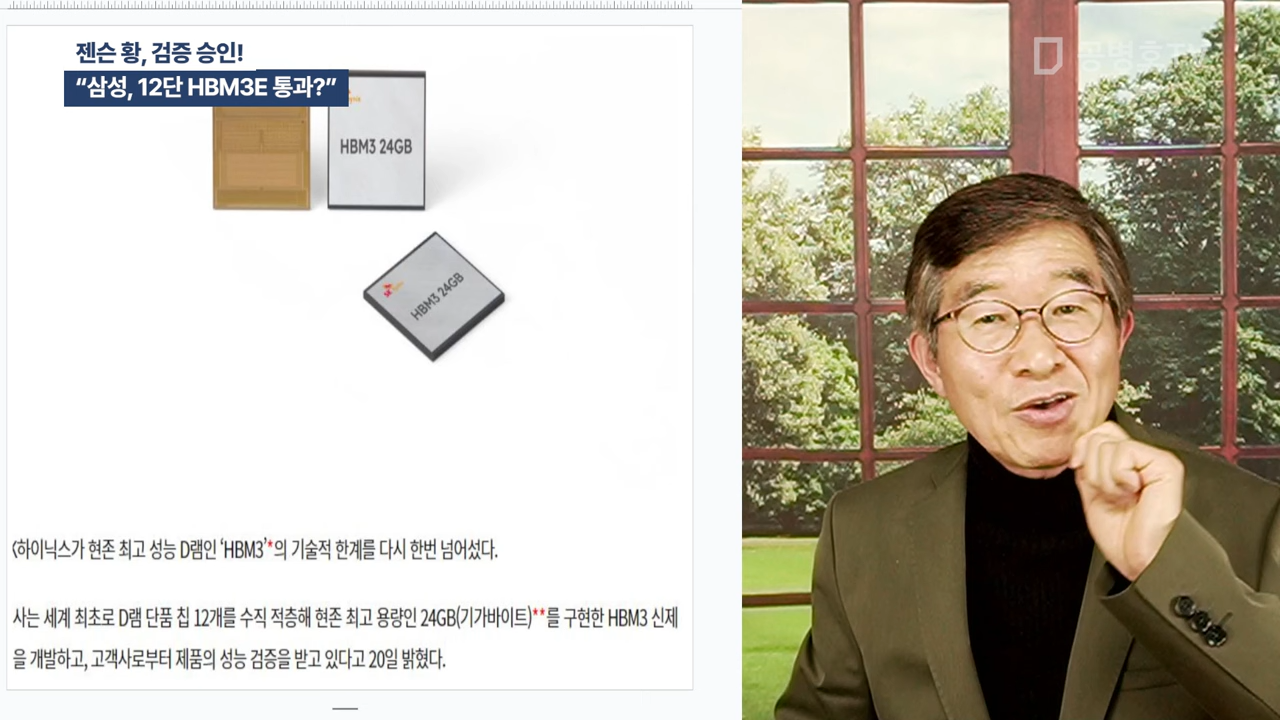 젠슨 황, 검증 승인!
“삼성, 12단 HBM3E 통과?”
HBM3 24GB
HBM3 24GB
하이닉스가 현존 최고 성능 D램인 ‘HBM3’*의 기술적 한계를 다시 한번 넘어섰다.
사는 세계 최초로 D램 단품 칩 12개를 수직 적층해 현존 최고 용량인 24GB(기가바이트)**를 구현한 HBM3 신제
을 개발하고, 고객사로부터 제품의 성능 검증을 받고 있다고 20일 밝혔다.